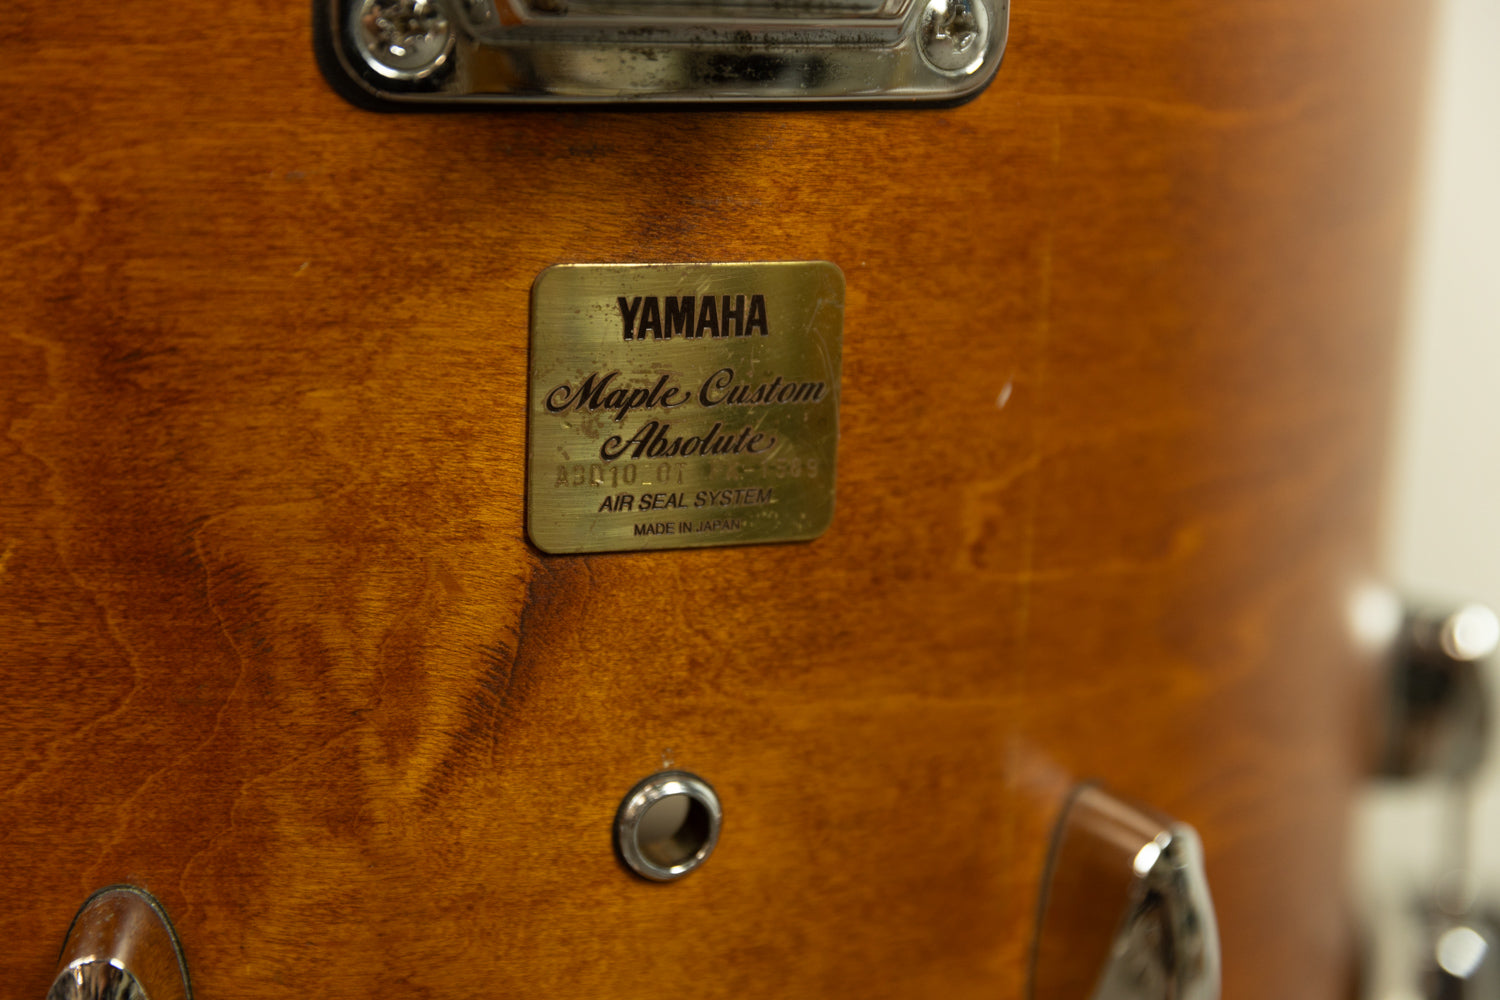 YAMAHA
Maple Custom
Absolute
AIR SEAL SYSTEM
MADE IN JAPAN